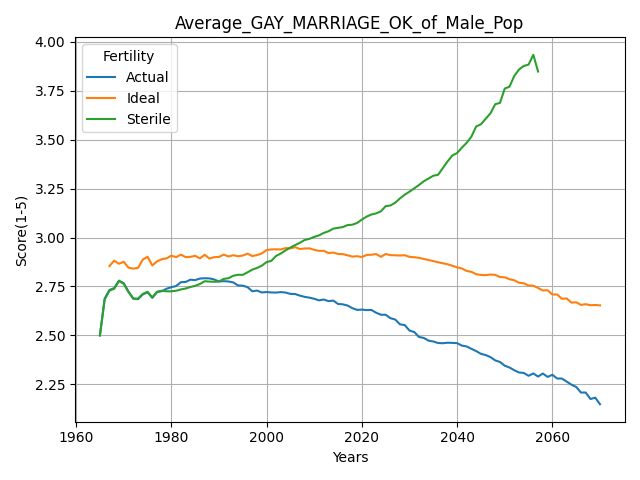 Average_GAY_MARRIAGE_OK_of_Male_Pop
4.00
3.75
3.50
3.25
3.00
2.75
2.50
2.25
Score(1-5)
Fertility
Actual
Ideal
Sterile
1960 1980 2000 2020 2040 2060
Years